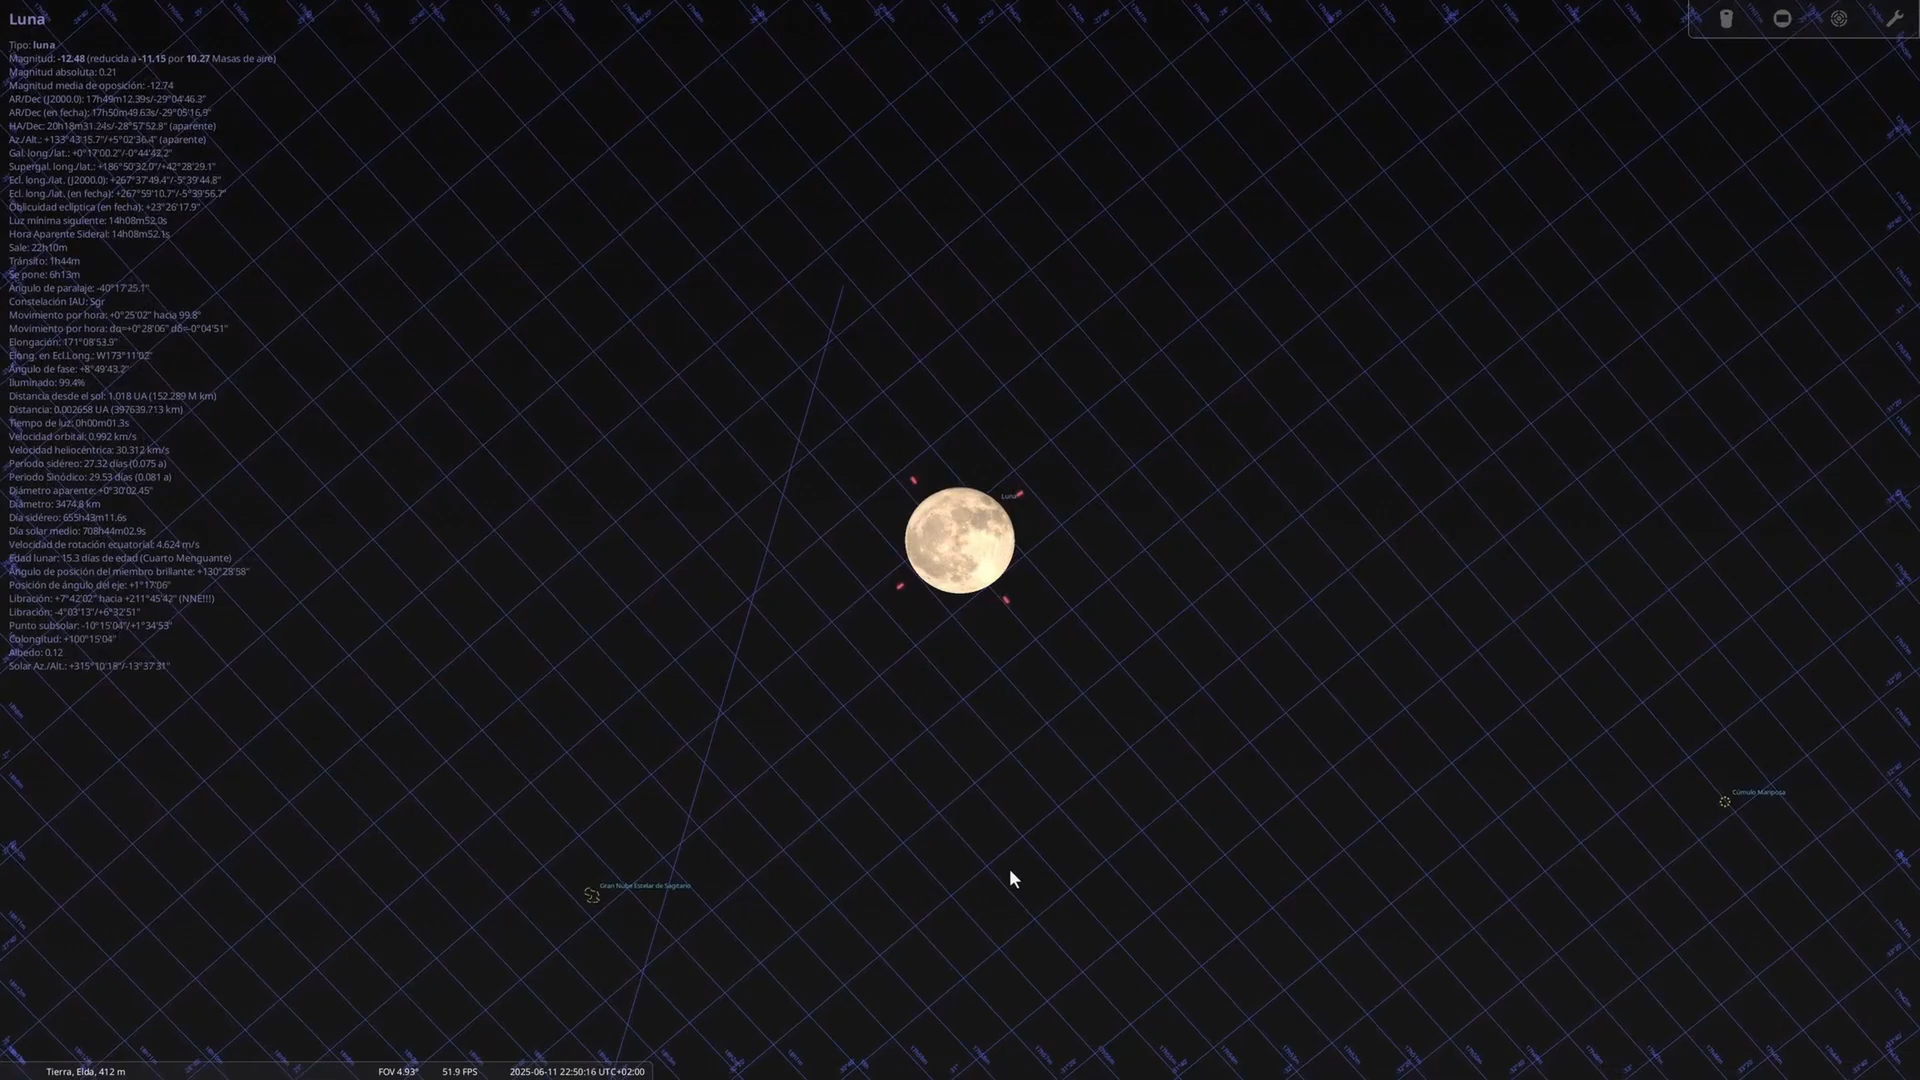 Luna
Tipo: luna
Magnitud: -12.48 (reducida a -11.15 por 10.27 Masas de aire)
Magnitud absoluta: 0.21
Magnitud media de oposición: -12.74
AR/Dec (J2000.0): 17h49m12.39s/-29°04'46.3"
AR/Dec (en fecha): 17h50m49.63s/-29°05'16.9"
HA/Dec: 20h18m31.24s/-28°57'52.8" (aparente)
Az./Alt.: +133°43'15.7"/+5°02'36.4" (aparente)
Gal. long./lat.: +0°17'00.2"/-0°44'42.2"
Supergal. long./lat.: +186°50'32.0"/+42°28'29.1"
Ecl. long./lat. (J2000.0): +267°37'49.4"/-5°39'44.8"
Ecl. long./lat. (en fecha): +267°59'10.7"/-5°39'56.7"
Oblicuidad eclíptica (en fecha): +23°26'17.9"
Luz mínima siguiente: 14h08m52.0s
Hora Aparente Sideral: 14h08m52.1s
Sale: 22h10m
Tránsito: 1h44m
Se pone: 6h13m
Ángulo de paralaje: -40°17'25.1"
Constelación IAU: Sgr
Movimiento por hora: +0°25'02" hacia 99.8°
Movimiento por hora: dα=+0°28'06" dδ=-0°04'51"
Elongación: 171°08'53.9"
Elong. en Ecl.Long.: W173°11'02"
Ángulo de fase: +8°49'43.2"
Iluminado: 99.4%
Distancia desde el sol: 1.018 UA (152.289 M km)
Distancia: 0.002658 UA (397639.713 km)
Tiempo de luz: 0h00m01.3s
Velocidad orbital: 0.992 km/s
Velocidad heliocéntrica: 30.312 km/s
Periodo sidéreo: 27.32 días (0.075 a)
Periodo Sinódico: 29.53 días (0.081 a)
Diámetro aparente: +0°30'02.45"
Diámetro: 3474.8 km
Día sidéreo: 655h43m11.6s
Día solar medio: 708h44m02.9s
Velocidad de rotación ecuatorial: 4.624 m/s
Edad lunar: 15.3 días de edad (Cuarto Menguante)
Ángulo de posición del miembro brillante: +130°28'58"
Posición de ángulo del eje: +1°17'06"
Libración: +7°42'02" hacia +211°45'42" (NNE!!!)
Libración: -4°03'13"/+6°32'51"
Punto subsolar: -10°15'04"/+1°34'53"
Colongitud: +100°15'04"
Albedo: 0.12
Solar Az./Alt.: +315°10'18"/-13°37'31"
Luna
Cúmulo Mariposa
Gran Nube Estelar de Sagitario
Tierra, Elda, 412 m
FOV 4.93°
51.9 FPS
2025-06-11 22:50:16 UTC+02:00